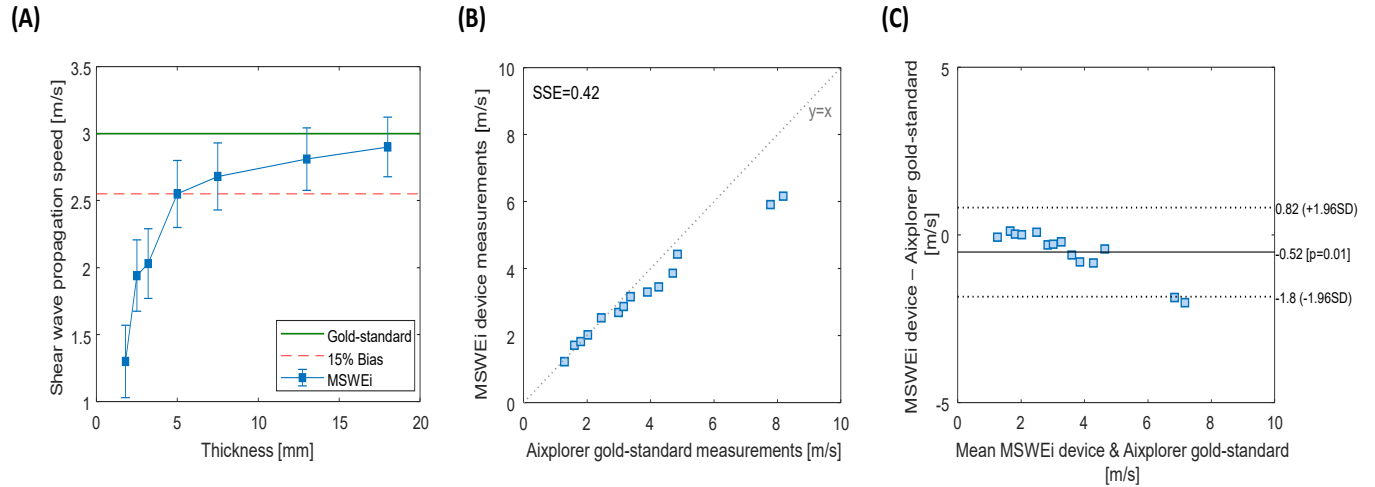 (A)
3.5
3
2.5
2
1.5
1
0
5
10
15
20
Shear wave propagation speed [m/s]
Thickness [mm]
Gold-standard
15% Bias
MSWEi
(B)
10
8
6
4
2
0
0
2
4
6
8
10
SSE=0.42
y=x
MSWEi device measurements [m/s]
Aixplorer gold-standard measurements [m/s]
(C)
5
0
-5
0
2
4
6
8
10
MSWEi device – Aixplorer gold-standard
[m/s]
0.82 (+1.96SD)
-0.52 [p=0.01]
-1.8 (-1.96SD)
Mean MSWEi device & Aixplorer gold-standard
[m/s]